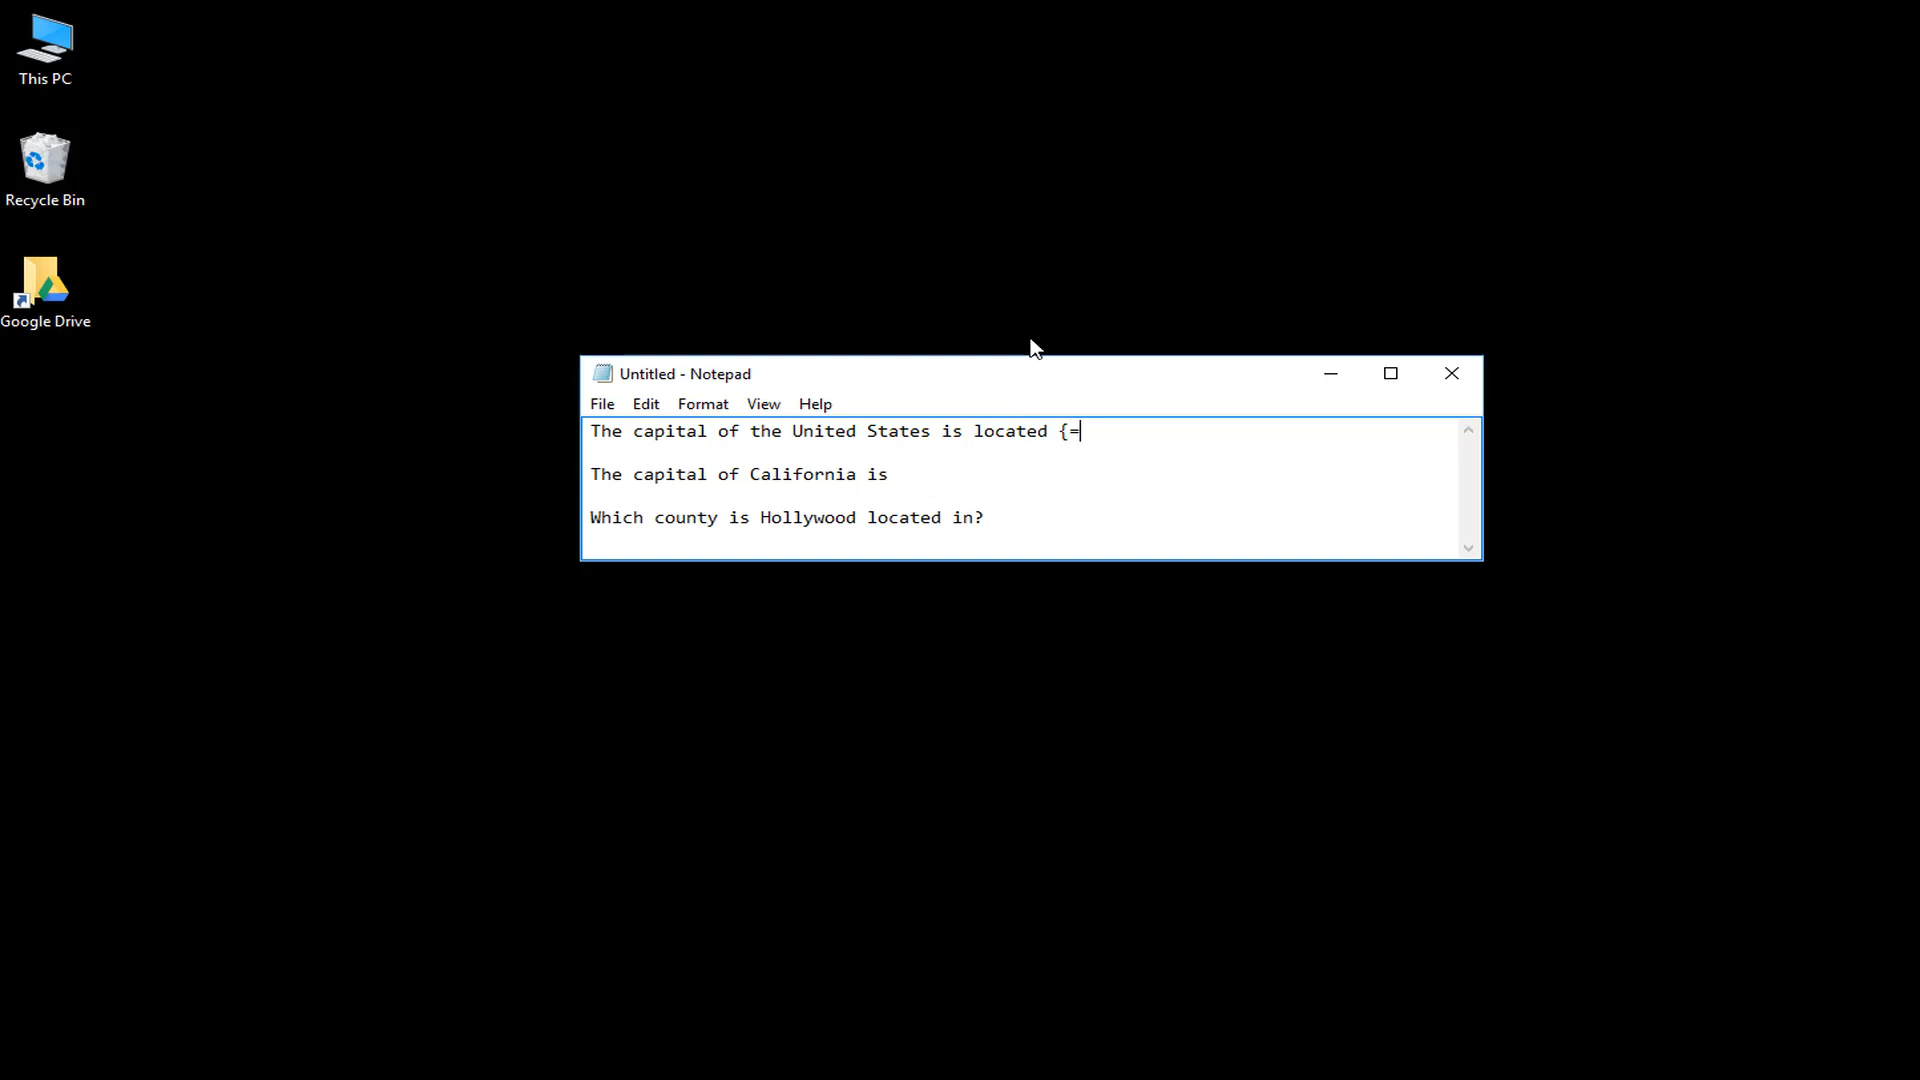 This PC
Recycle Bin
Google Drive
Untitled - Notepad
File Edit Format View Help
The capital of the United States is located {=
The capital of California is
Which county is Hollywood located in?